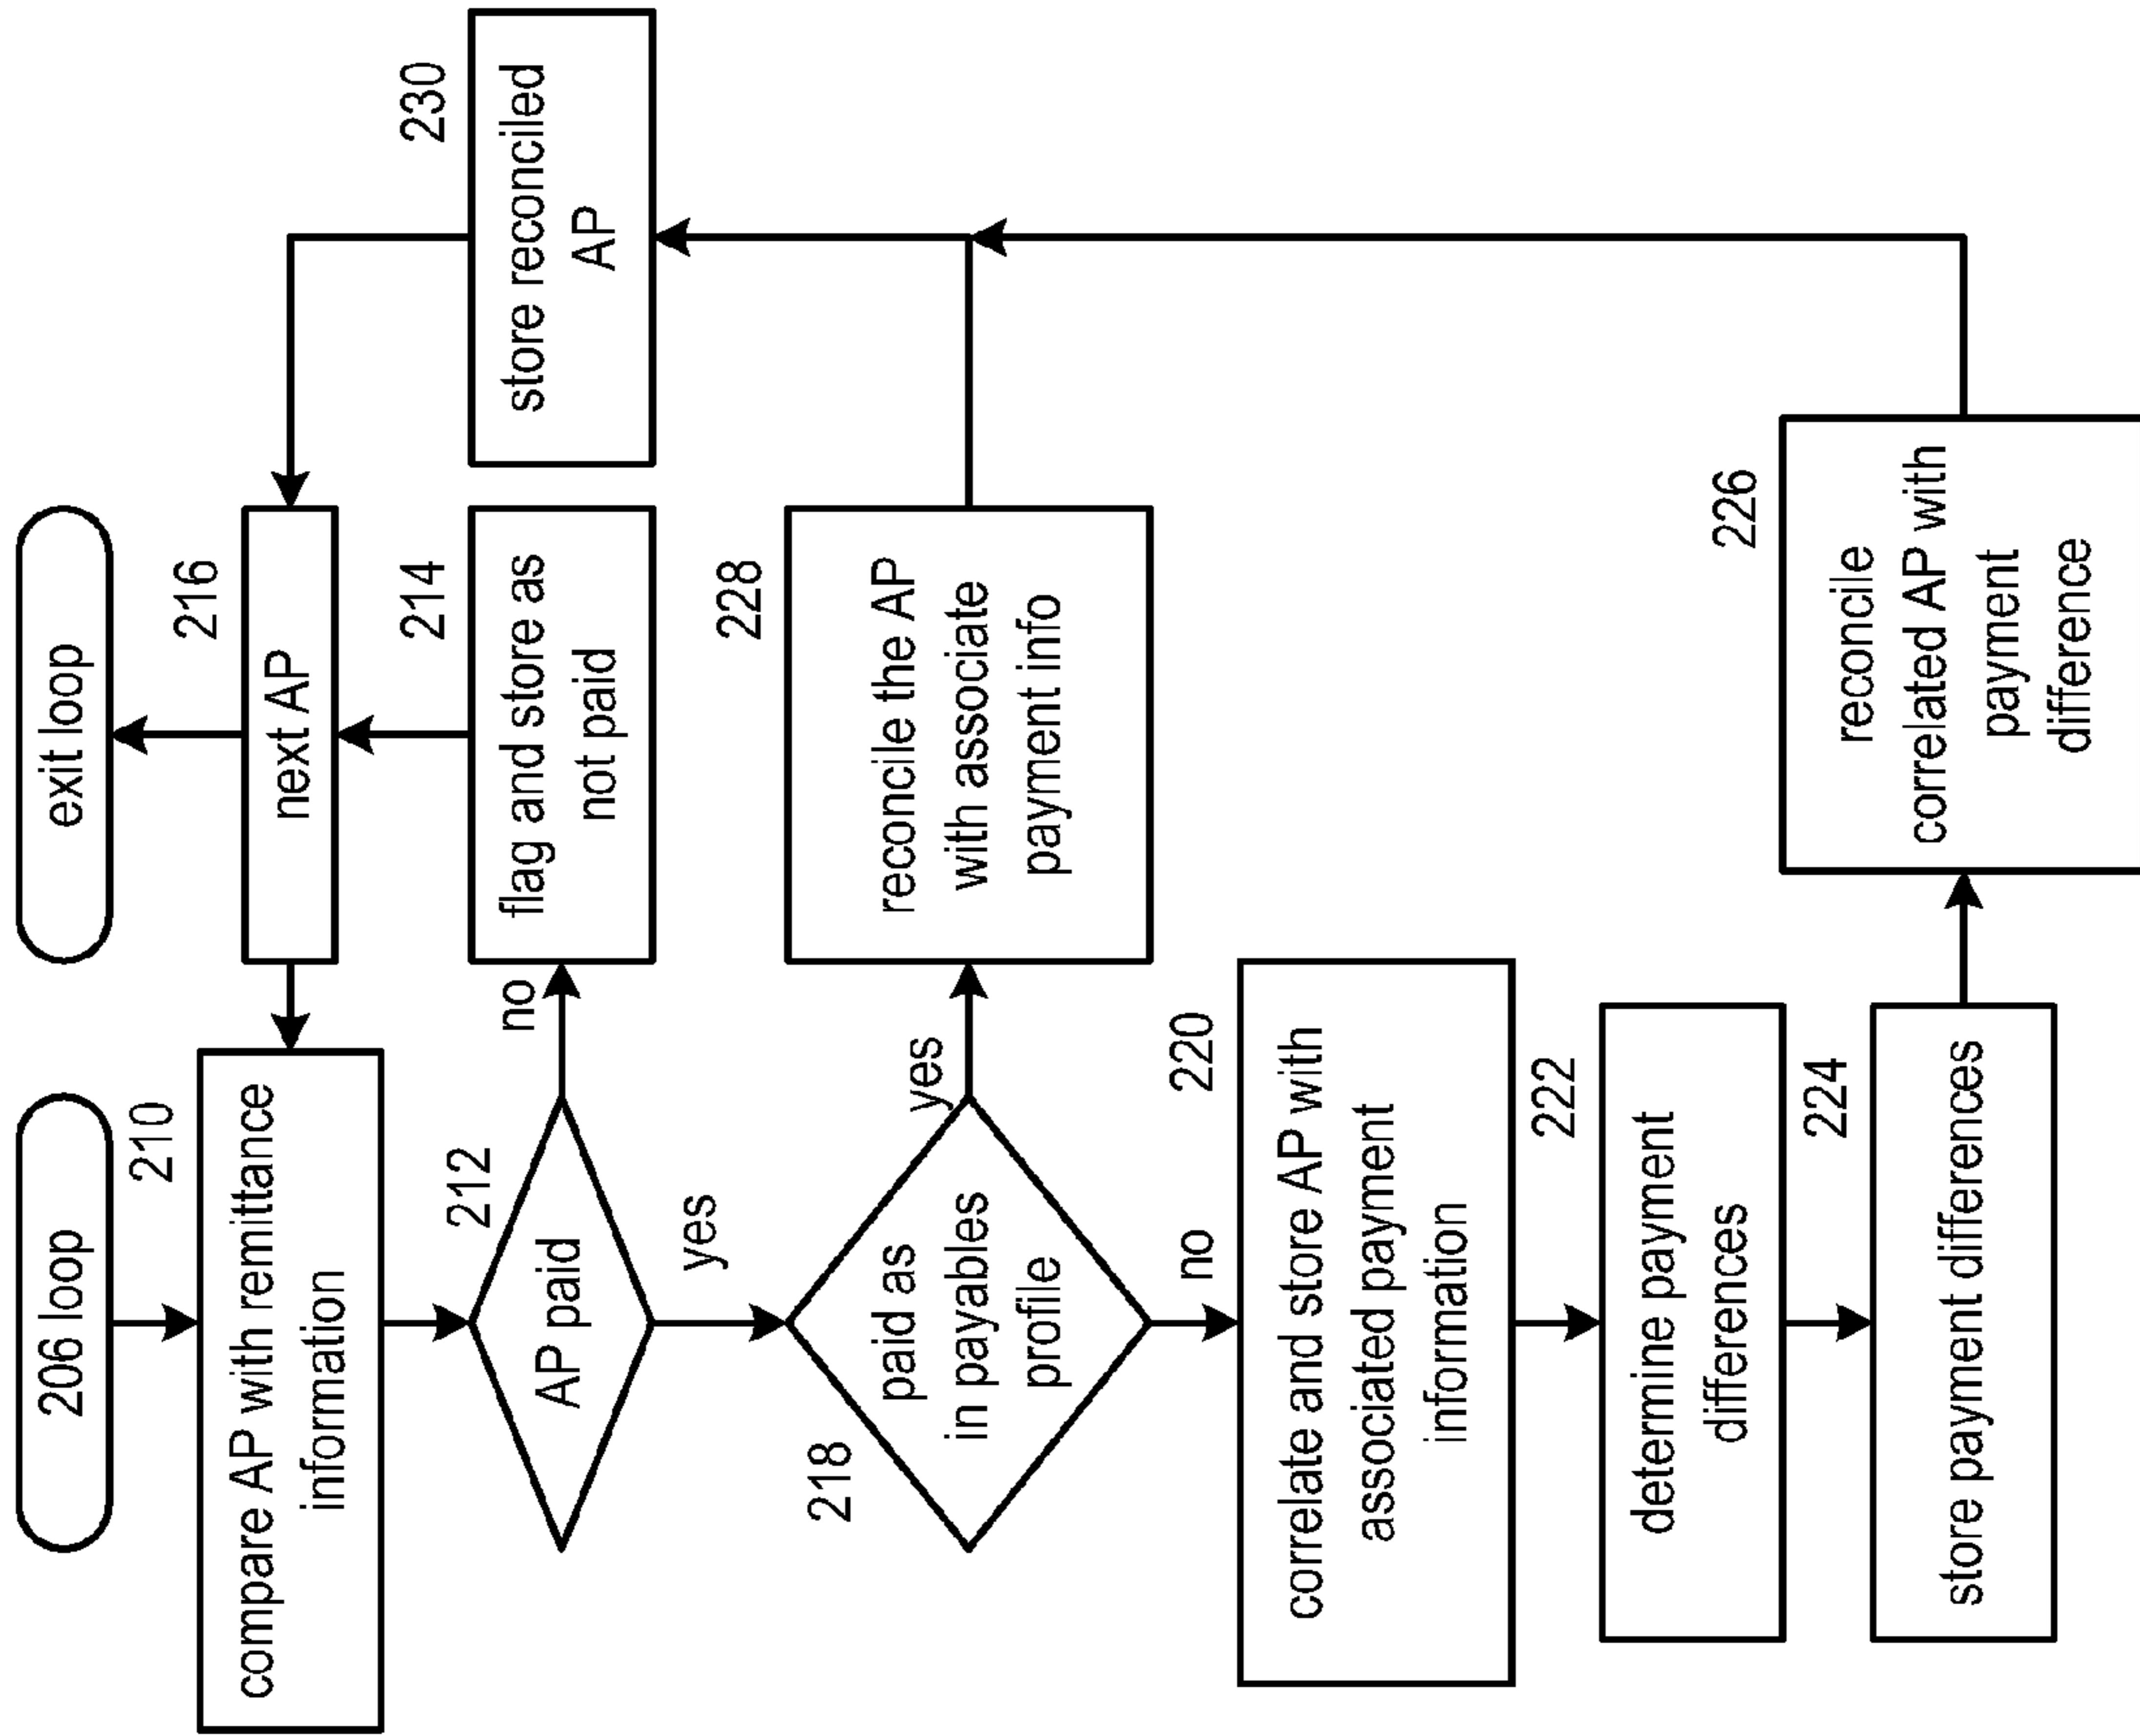 206 loop
210
compare AP with remittance
information
212
AP paid
no
yes
218
paid as
in payables
profile
yes
no
220
correlate and store AP with
associated payment
information
222
determine payment
differences
224
store payment differences
exit loop
216
next AP
214
flag and store as
not paid
228
reconcile the AP
with associate
payment info
226
reconcile
correlated AP with
payment
difference
230
store reconciled
AP